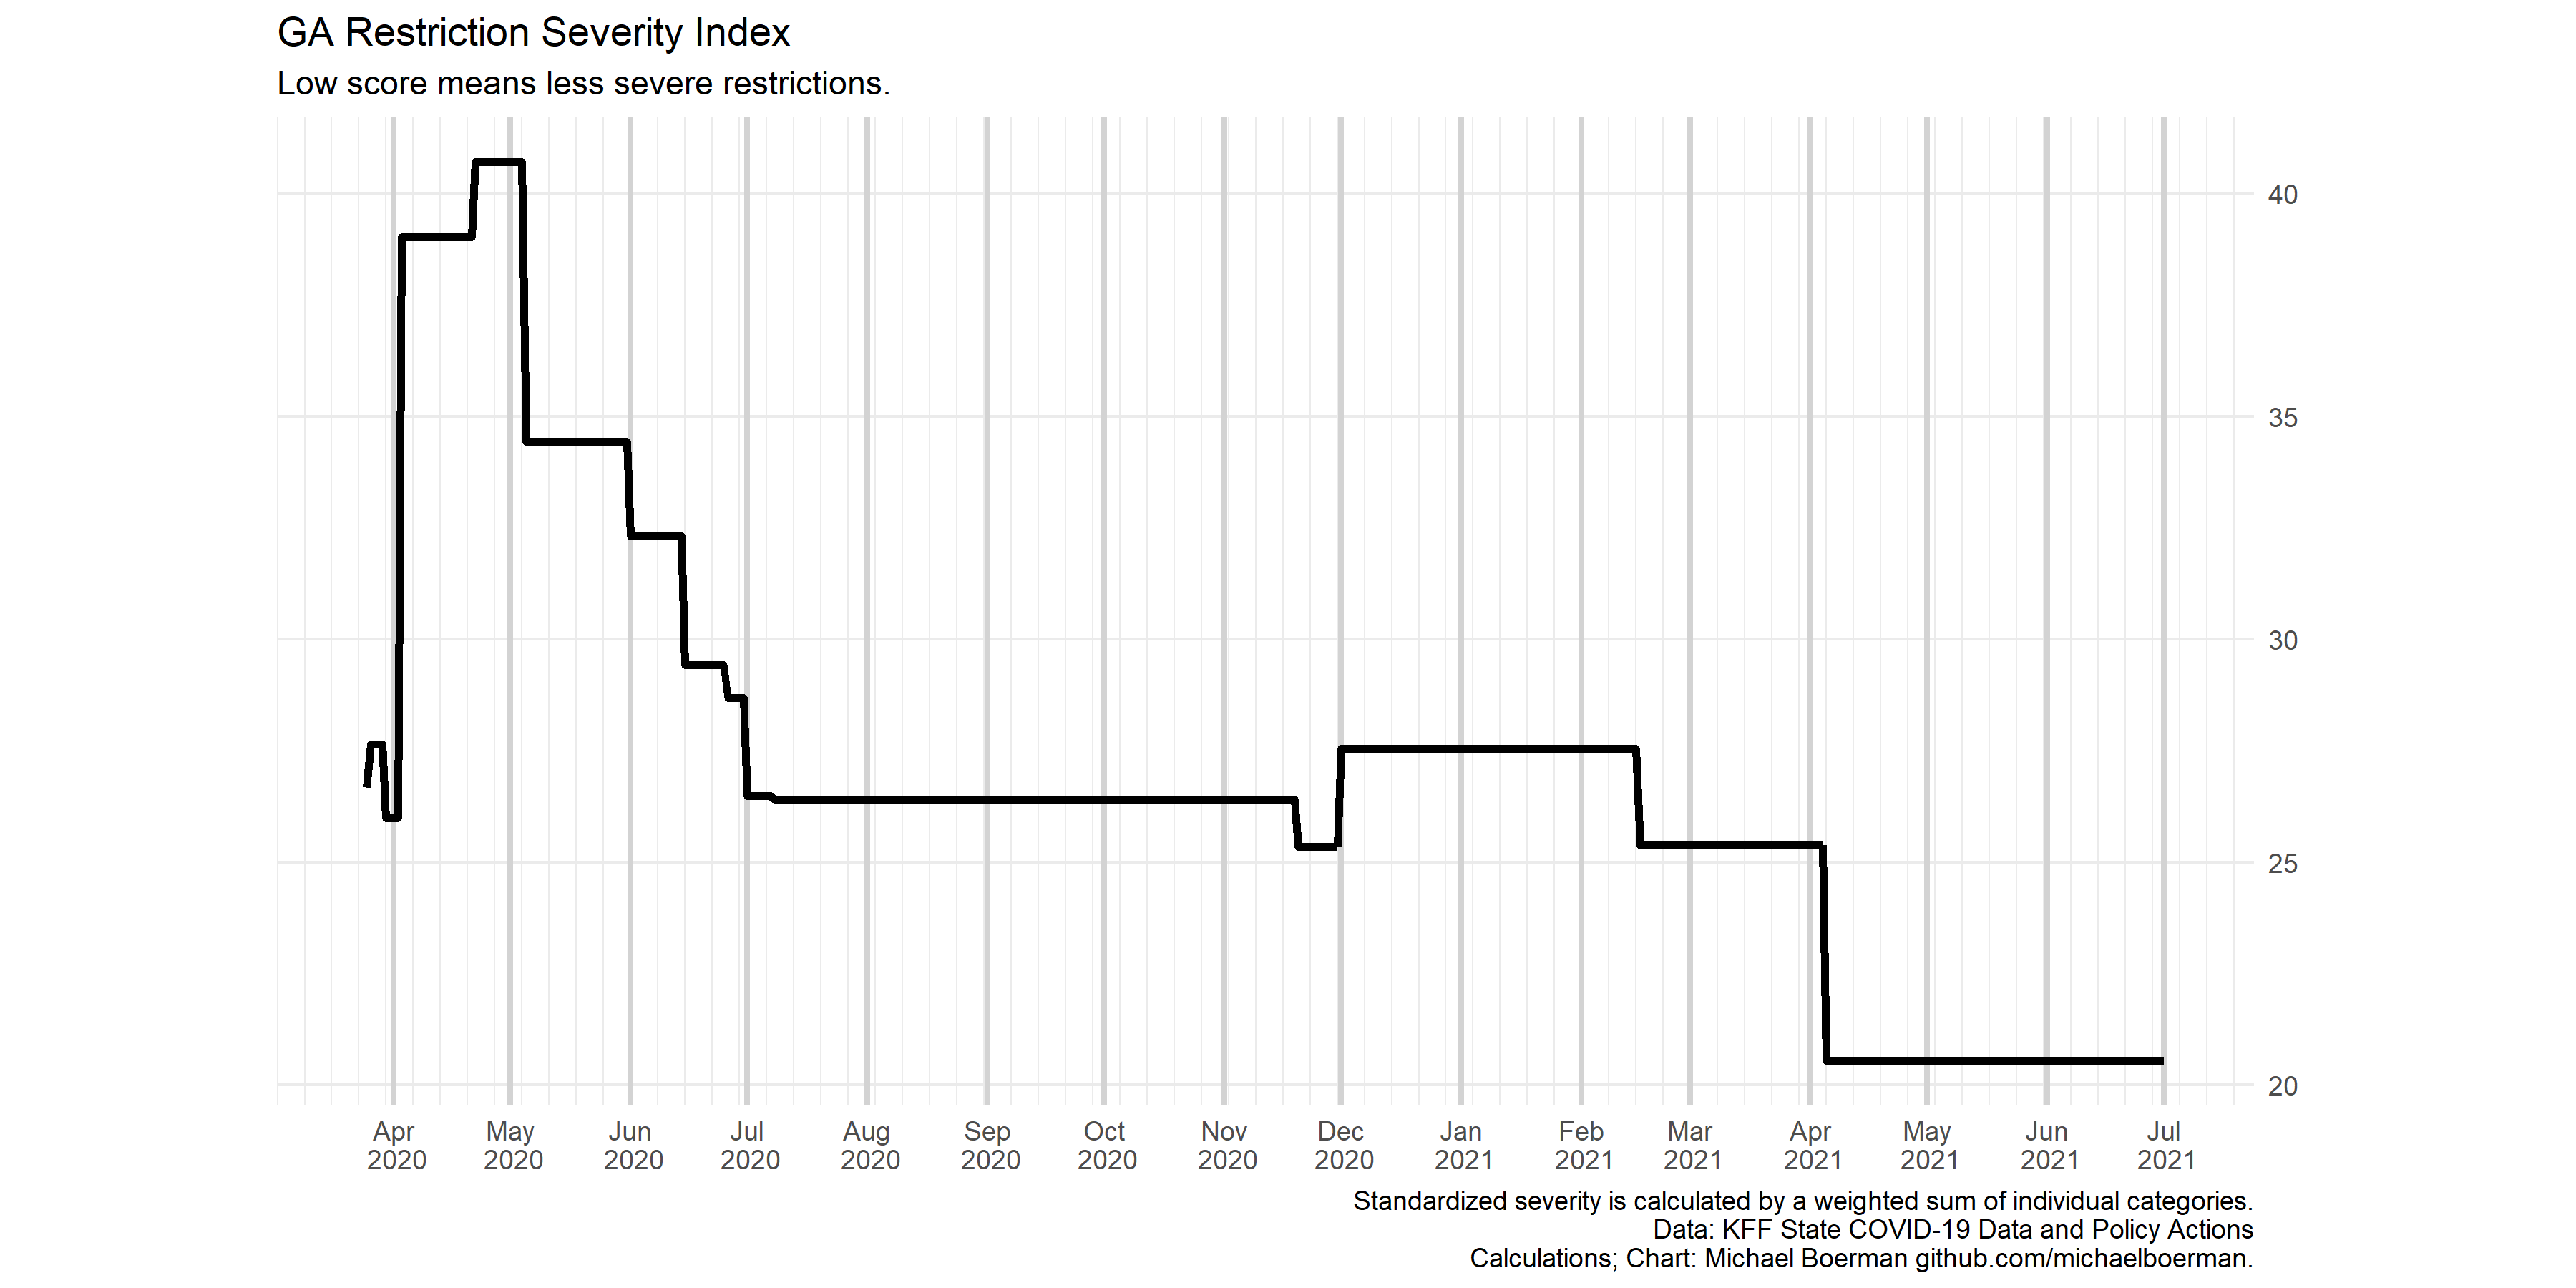 GA Restriction Severity Index
Low score means less severe restrictions.
40
35
30
25
20
Apr May Jun Jul Aug Sep Oct Nov Dec Jan Feb Mar Apr May Jun Jul
2020 2020 2020 2020 2020 2020 2020 2020 2020 2021 2021 2021 2021 2021 2021 2021
Standardized severity is calculated by a weighted sum of individual categories.
Data: KFF State COVID-19 Data and Policy Actions
Calculations; Chart: Michael Boerman github.com/michaelboerman.